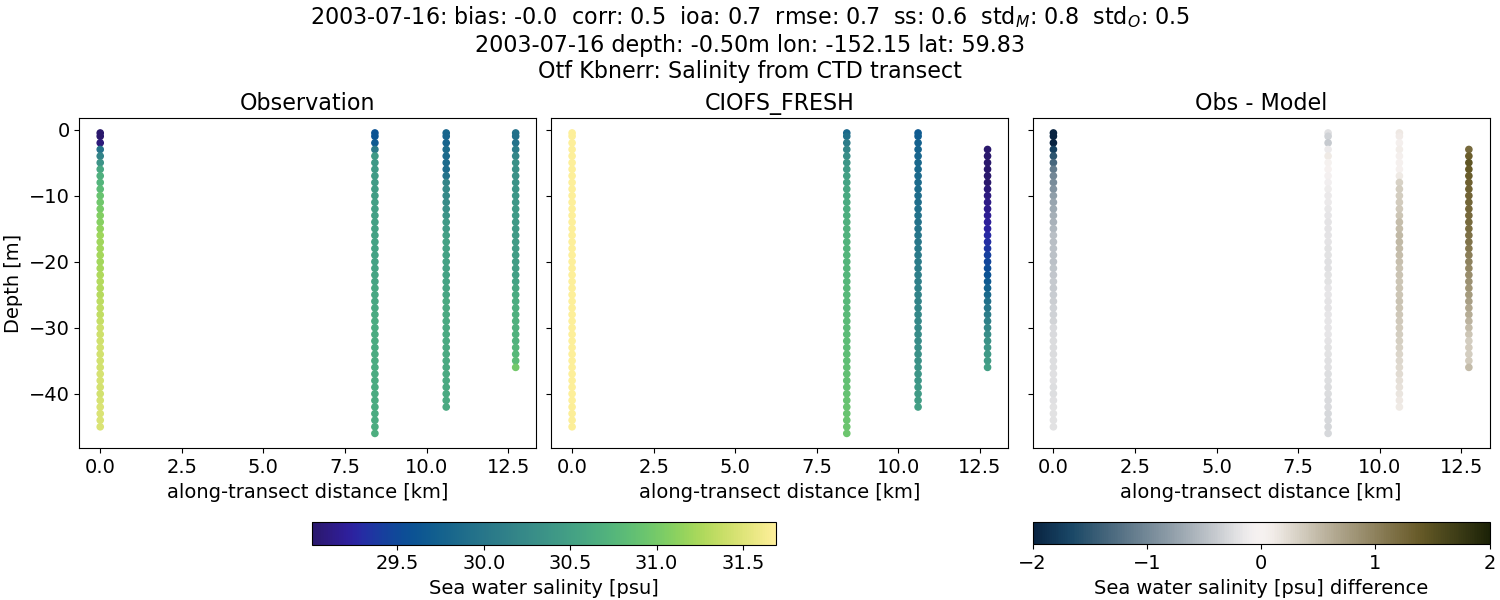 2003-07-16: bias: -0.0  corr: 0.5  ioa: 0.7  rmse: 0.7  ss: 0.6  std_M: 0.8  std_O: 0.5
2003-07-16 depth: -0.50m lon: -152.15 lat: 59.83
Otf Kbnerr: Salinity from CTD transect
Observation
CIOFS_FRESH
Obs - Model
Depth [m]
0
−10
−20
−30
−40
0.0 2.5 5.0 7.5 10.0 12.5
0.0 2.5 5.0 7.5 10.0 12.5
0.0 2.5 5.0 7.5 10.0 12.5
along-transect distance [km]
along-transect distance [km]
along-transect distance [km]
29.5 30.0 30.5 31.0 31.5
Sea water salinity [psu]
−2 −1 0 1 2
Sea water salinity [psu] difference